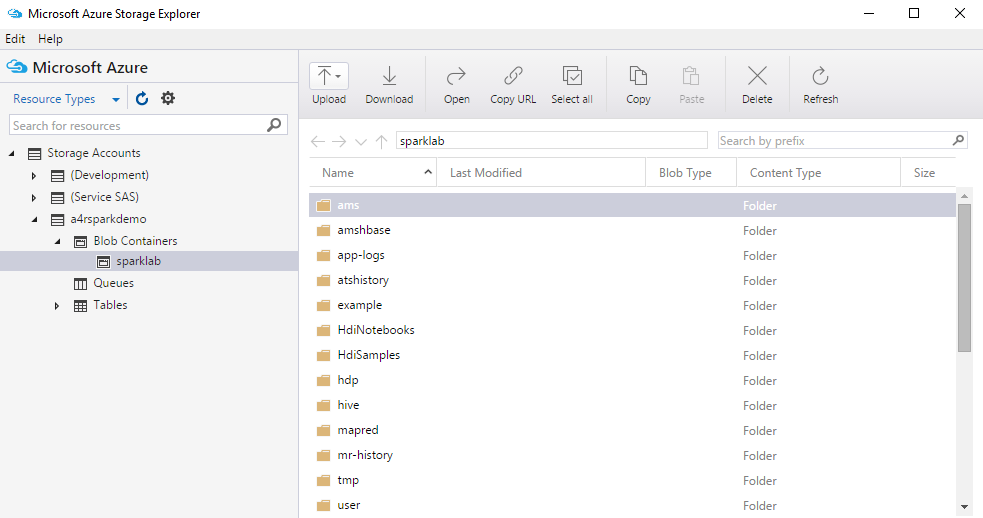 Microsoft Azure Storage Explorer
Edit Help
Microsoft Azure
Resource Types
Search for resources
Storage Accounts
(Development)
(Service SAS)
a4rsparkdemo
Blob Containers
sparklab
Queues
Tables
Upload Download Open Copy URL Select all Copy Paste Delete Refresh
sparklab Search by prefix
Name Last Modified Blob Type Content Type Size
ams Folder
amshbase Folder
app-logs Folder
atshistory Folder
example Folder
HdiNotebooks Folder
HdiSamples Folder
hdp Folder
hive Folder
mapred Folder
mr-history Folder
tmp Folder
user Folder